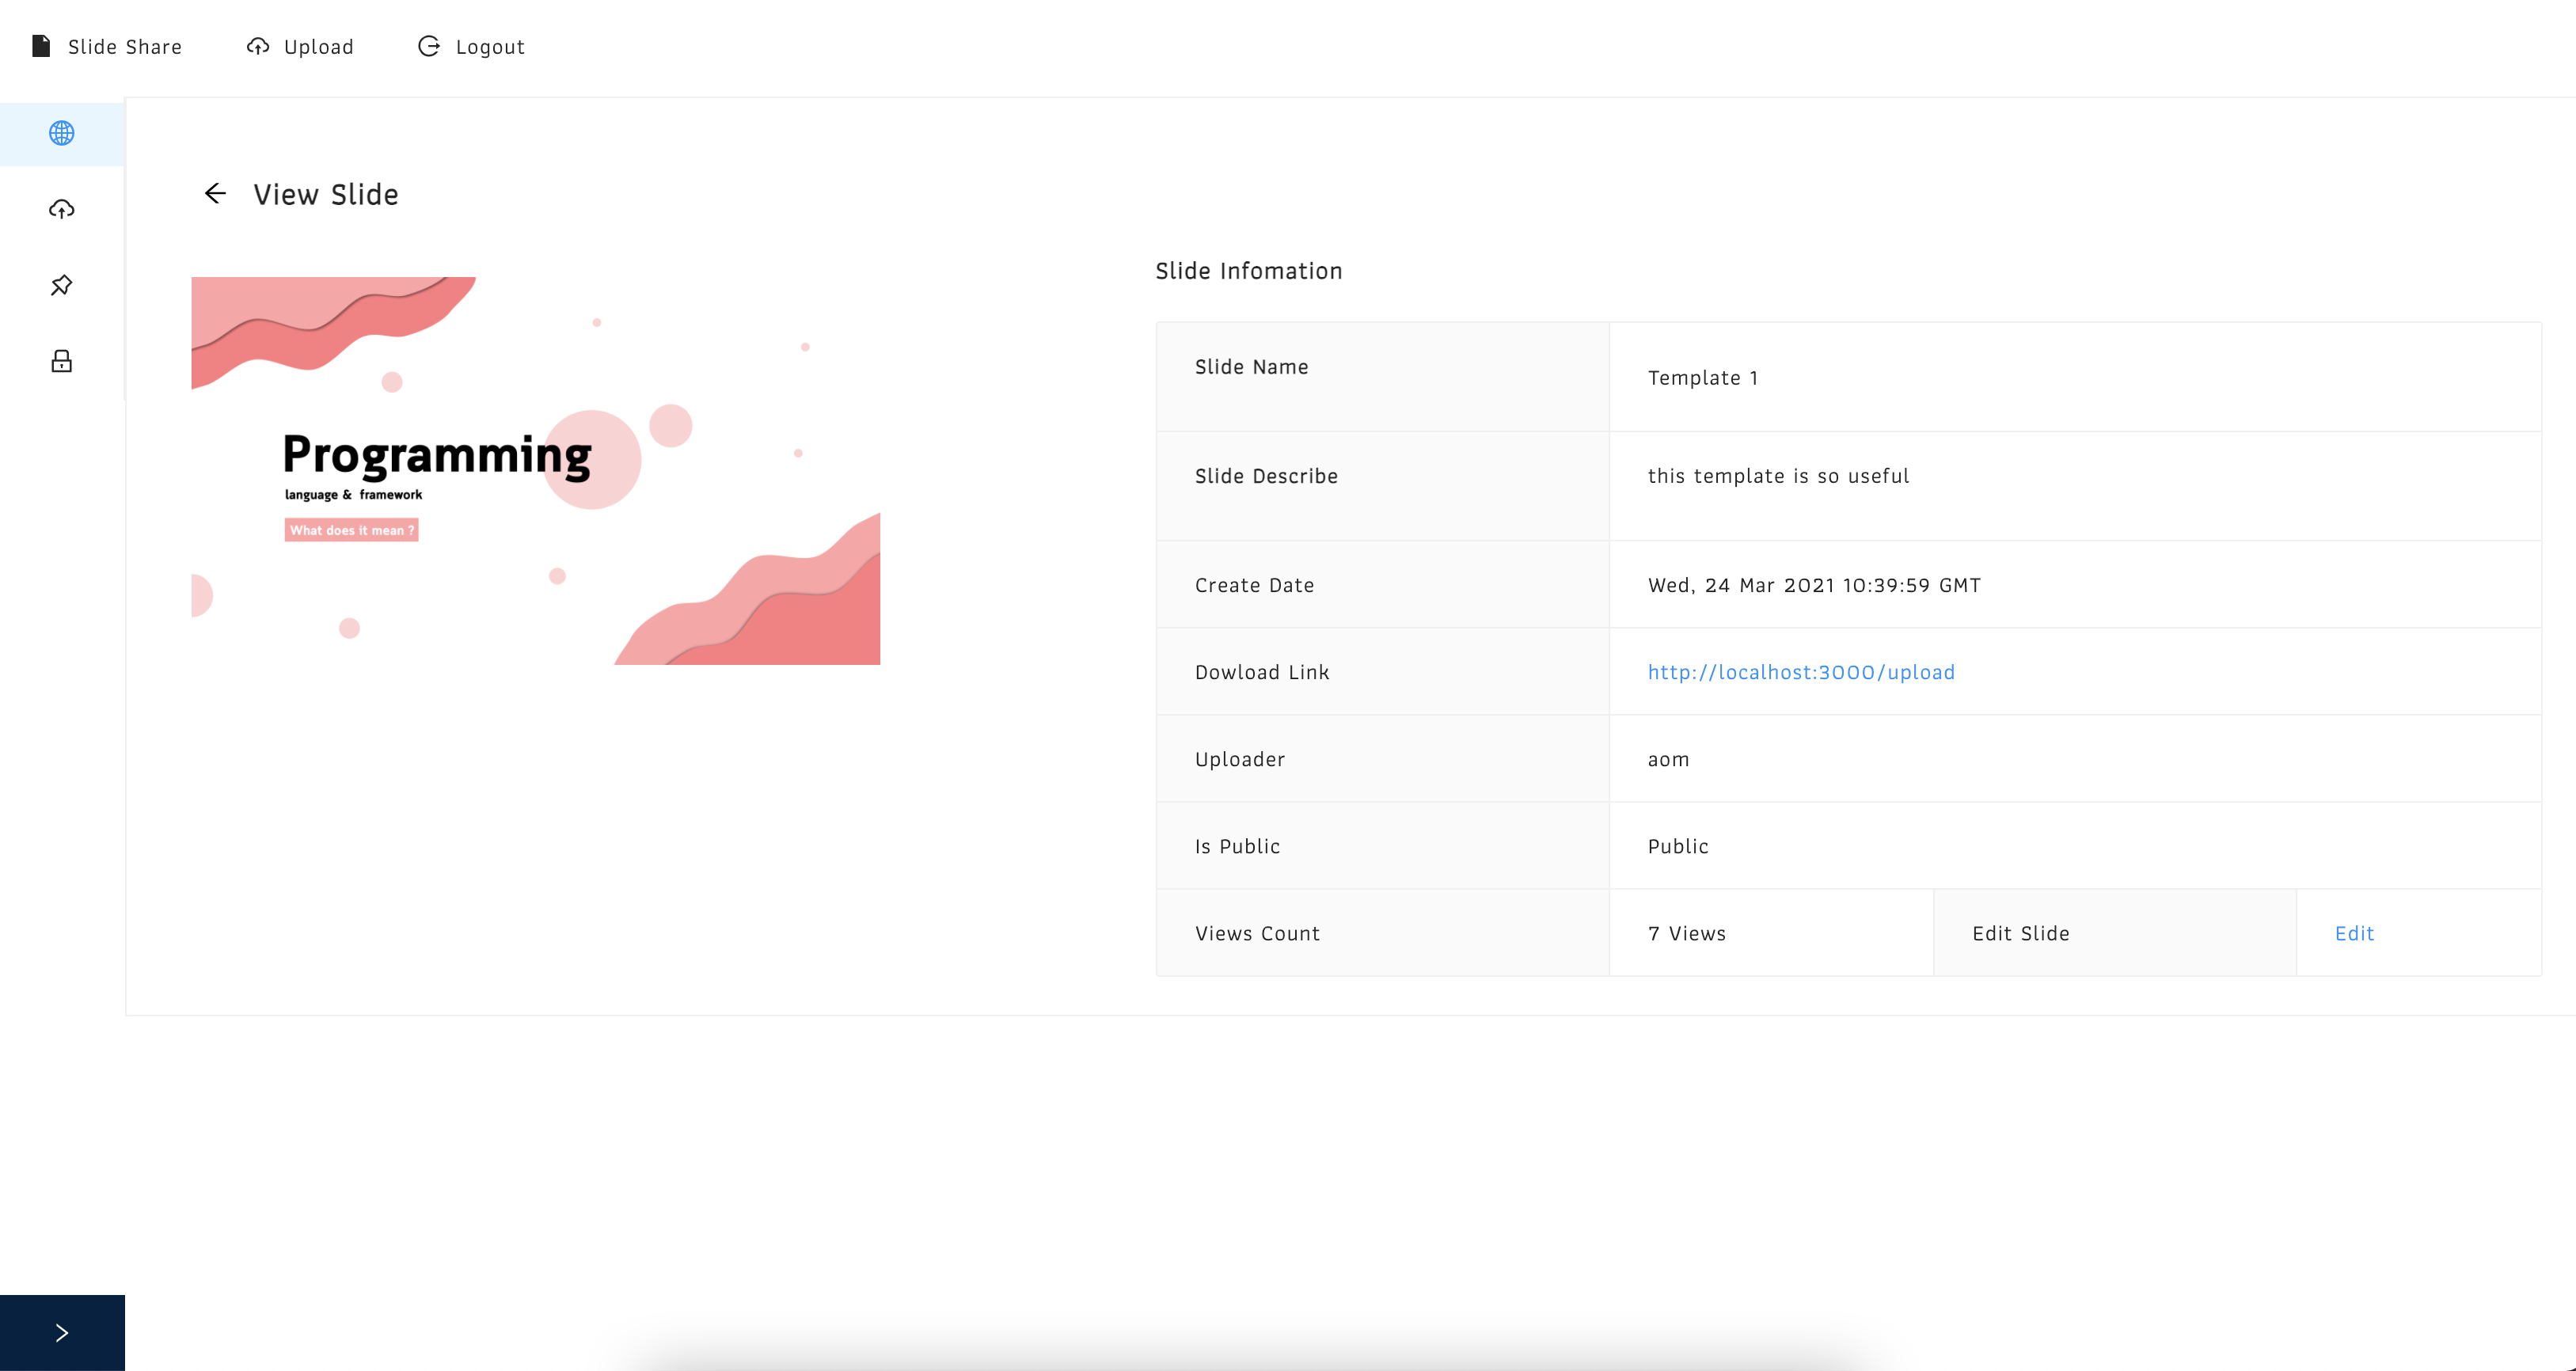 Slide Share Upload Logout
View Slide
Programming
language & framework
What does it mean ?
Slide Infomation
Slide Name Template 1
Slide Describe this template is so useful
Create Date Wed, 24 Mar 2021 10:39:59 GMT
Dowload Link http://localhost:3000/upload
Uploader aom
Is Public Public
Views Count 7 Views Edit Slide Edit